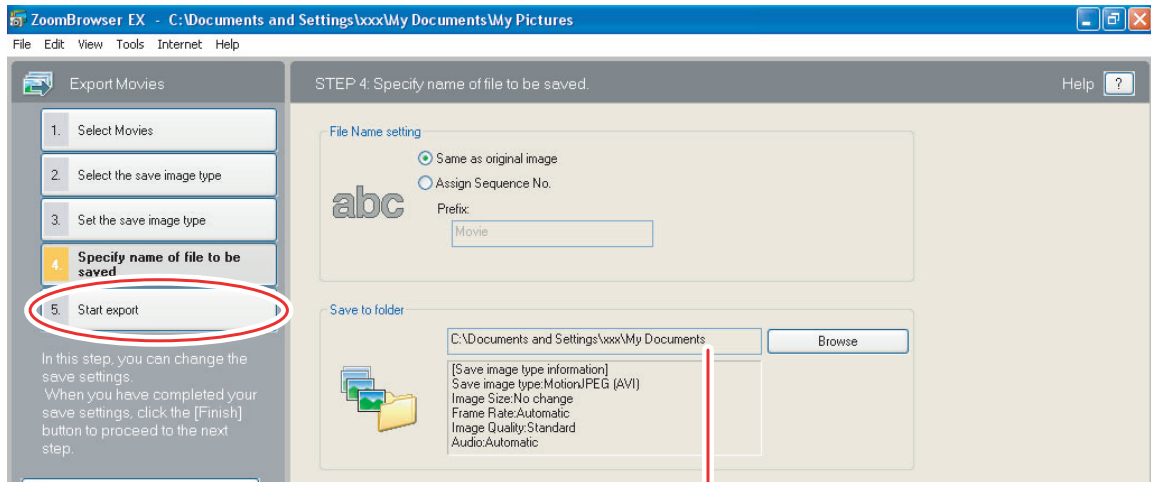 ZoomBrowser EX - C:\Documents and Settings\xxx\My Documents\My Pictures
File Edit View Tools Internet Help
Export Movies
STEP 4: Specify name of file to be saved.
Help ?
1. Select Movies
2. Select the save image type
3. Set the save image type
4. Specify name of file to be
saved
5. Start export
In this step, you can change the
save settings.
When you have completed your
save settings, click the [Finish]
button to proceed to the next
step.
File Name setting
abc
Same as original image
Assign Sequence No.
Prefix:
Movie
Save to folder
C:\Documents and Settings\xxx\My Documents
Browse
[Save image type information]
Save image type:MotionJPEG (AVI)
Image Size:No change
Frame Rate:Automatic
Image Quality:Standard
Audio:Automatic